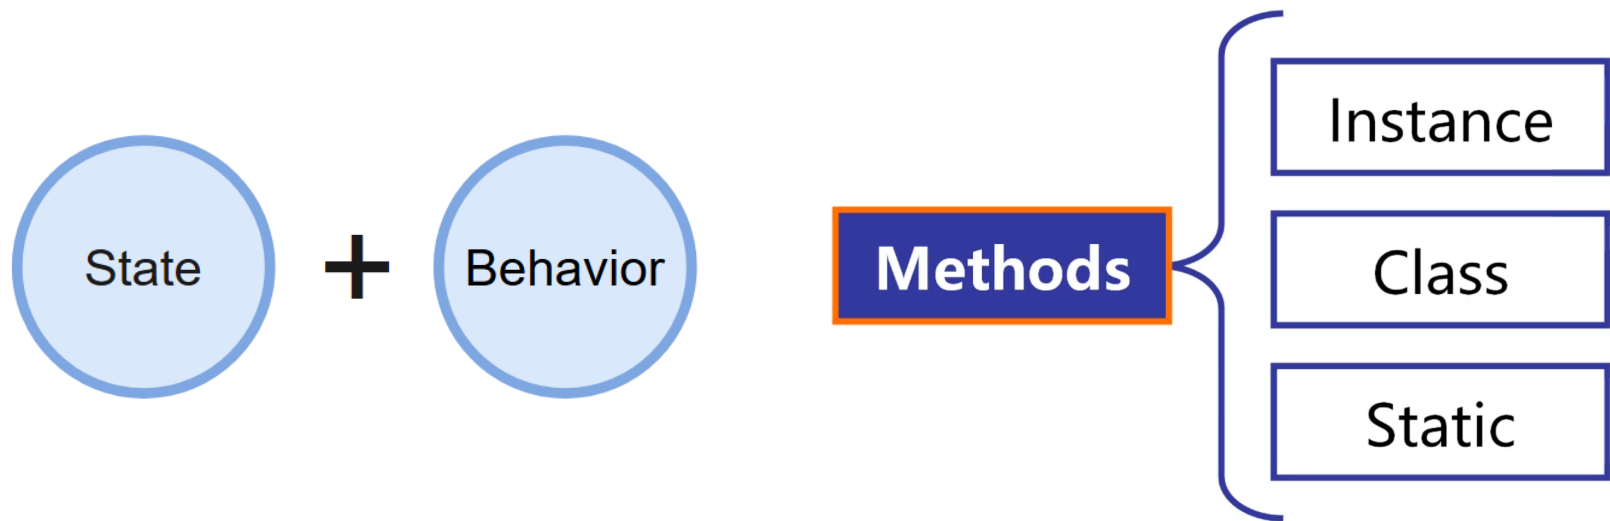 State
+
Behavior
Methods
Instance
Class
Static